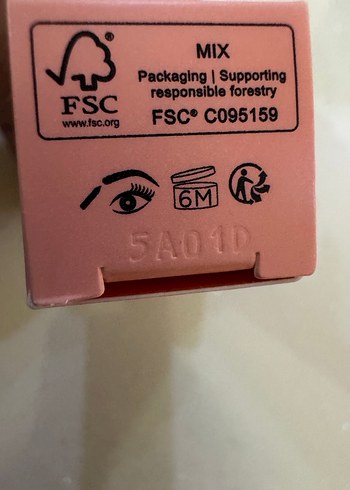 FSC®
www.fsc.org
MIX
Packaging | Supporting
responsible forestry
FSC® C095159
6M
5A01D